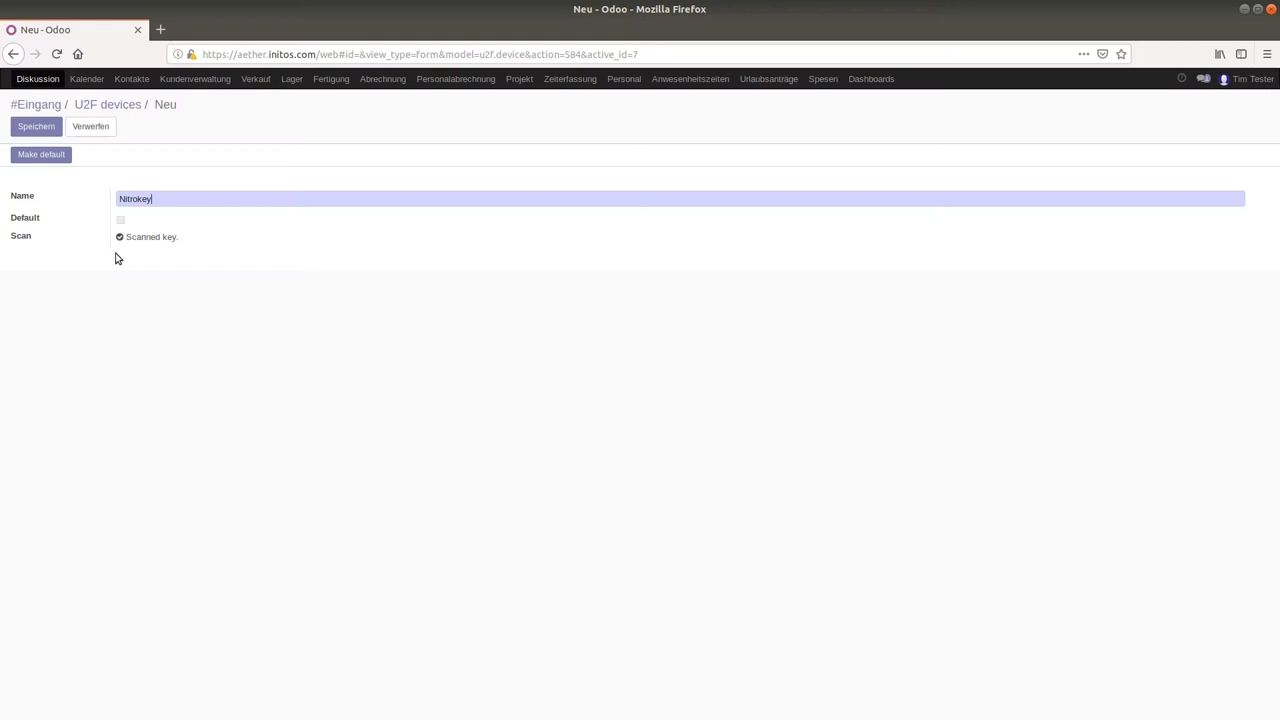 Neu - Odoo - Mozilla Firefox
Neu - Odoo
https://aether.initos.com/web#id=&view_type=form&model=u2f.device&action=584&active_id=7
Diskussion Kalender Kontakte Kundenverwaltung Verkauf Lager Fertigung Abrechnung Personalabrechnung Projekt Zeiterfassung Personal Anwesenheitszeiten Urlaubsanträge Spesen Dashboards 1 Tim Tester
#Eingang / U2F devices / Neu
Speichern Verwerfen
Make default
Name Nitrokey
Default
Scan Scanned key.